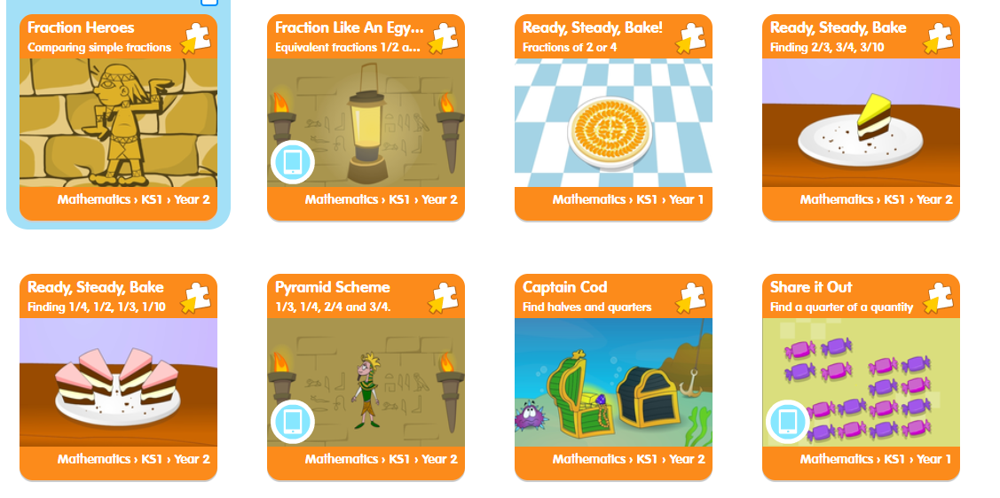 Fraction Heroes
Comparing simple fractions
Mathematics › KS1 › Year 2
Fraction Like An Egy...
Equivalent fractions 1/2 a...
Mathematics › KS1 › Year 2
Ready, Steady, Bake!
Fractions of 2 or 4
Mathematics › KS1 › Year 1
Ready, Steady, Bake
Finding 2/3, 3/4, 3/10
Mathematics › KS1 › Year 2
Ready, Steady, Bake
Finding 1/4, 1/2, 1/3, 1/10
Mathematics › KS1 › Year 2
Pyramid Scheme
1/3, 1/4, 2/4 and 3/4.
Mathematics › KS1 › Year 2
Captain Cod
Find halves and quarters
Mathematics › KS1 › Year 2
Share it Out
Find a quarter of a quantity
Mathematics › KS1 › Year 1